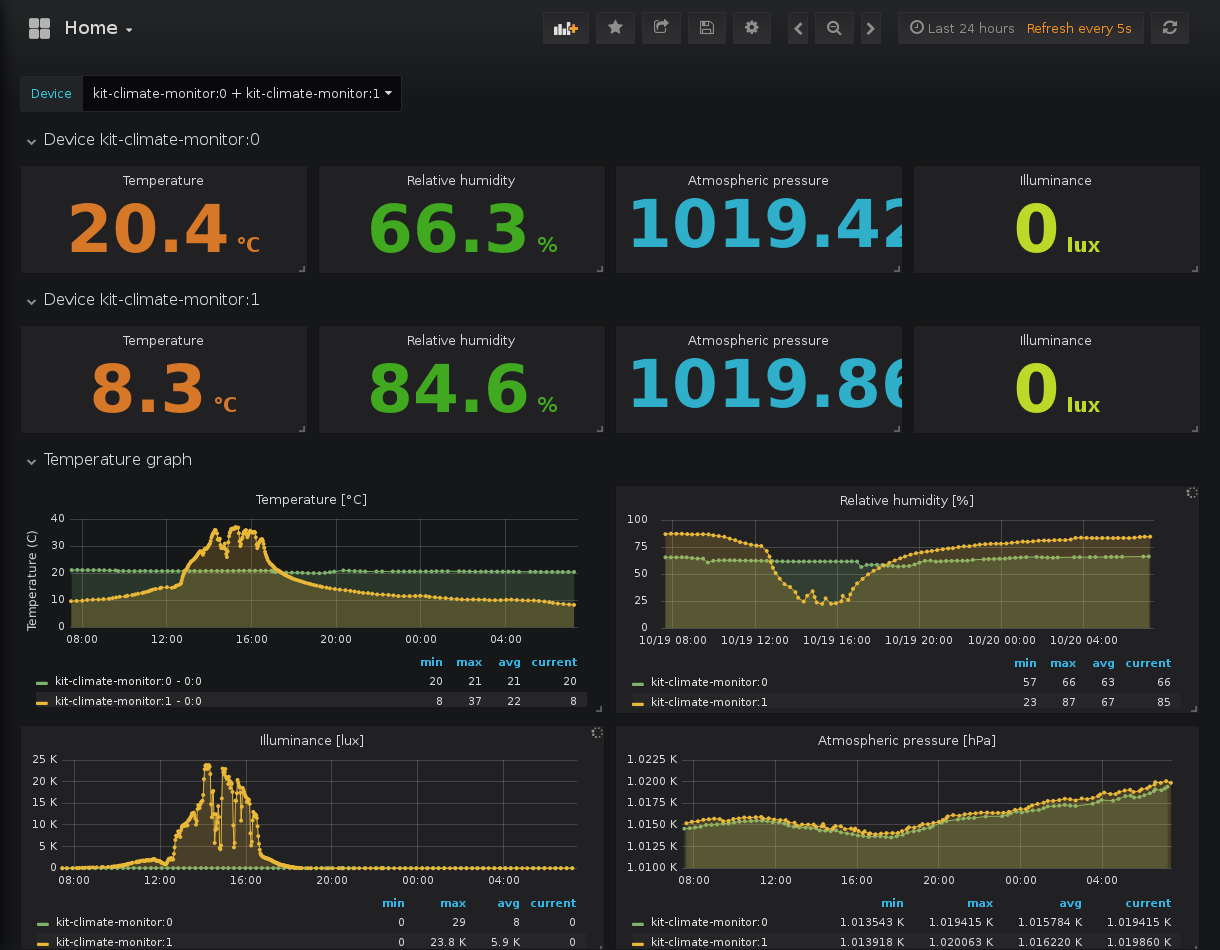 Home
Last 24 hours Refresh every 5s
Device kit-climate-monitor:0 + kit-climate-monitor:1
Device kit-climate-monitor:0
Temperature Relative humidity Atmospheric pressure Illuminance
20.4 °C 66.3 % 1019.42 0 lux
Device kit-climate-monitor:1
Temperature Relative humidity Atmospheric pressure Illuminance
8.3 °C 84.6 % 1019.86 0 lux
Temperature graph
Temperature [°C]
Temperature (C)
40
30
20
10
0
08:00 12:00 16:00 20:00 00:00 04:00
min max avg current
kit-climate-monitor:0 - 0:0 20 21 21 20
kit-climate-monitor:1 - 0:0 8 37 22 8
Relative humidity [%]
100
75
50
25
0
10/19 08:00 10/19 12:00 10/19 16:00 10/19 20:00 10/20 00:00 10/20 04:00
min max avg current
kit-climate-monitor:0 57 66 63 66
kit-climate-monitor:1 23 87 67 85
Illuminance [lux]
25 K
20 K
15 K
10 K
5 K
0
08:00 12:00 16:00 20:00 00:00 04:00
min max avg current
kit-climate-monitor:0 0 29 8 0
kit-climate-monitor:1 0 23.8 K 5.9 K 0
Atmospheric pressure [hPa]
1.0225 K
1.0200 K
1.0175 K
1.0150 K
1.0125 K
1.0100 K
08:00 12:00 16:00 20:00 00:00 04:00
min max avg current
kit-climate-monitor:0 1.013543 K 1.019415 K 1.015784 K 1.019415 K
kit-climate-monitor:1 1.013918 K 1.020063 K 1.016220 K 1.019860 K